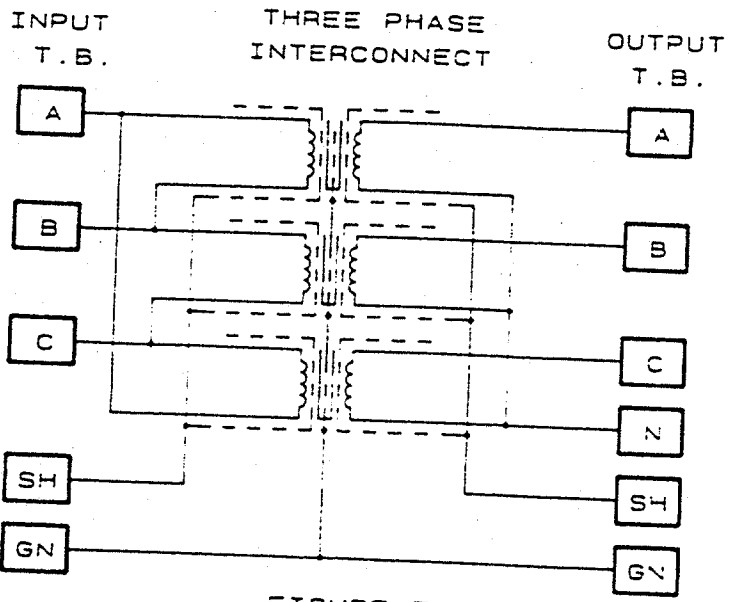 INPUT
T.B.
THREE PHASE
INTERCONNECT
OUTPUT
T.B.
A
A
B
B
C
C
N
SH
SH
GN
GN